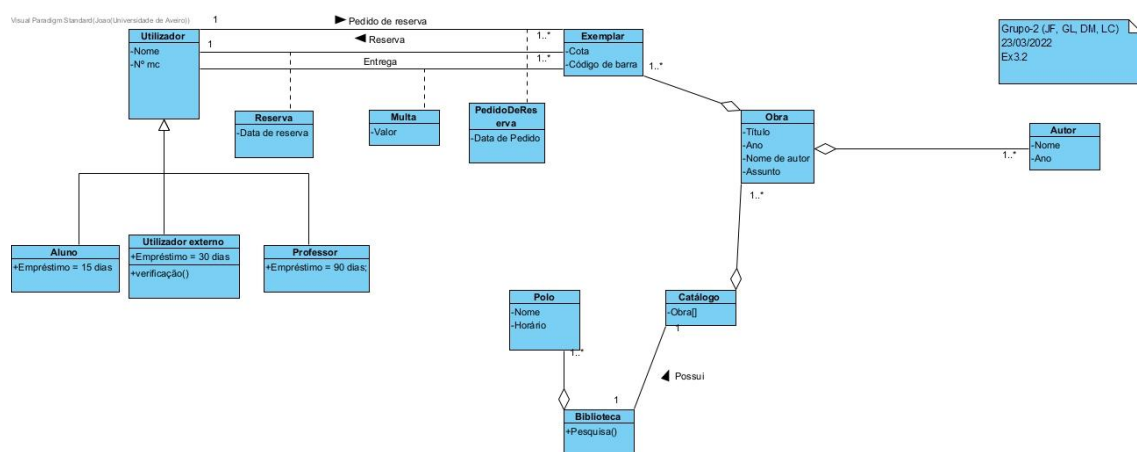 Visual Paradigm Standard(Joao(Universidade de Aveiro))
1
Pedido de reserva
Utilizador
-Nome
-Nº mc
1
Reserva
1..*
Entrega
1..*
Exemplar
-Cota
-Código de barra
1..*
Grupo-2 (JF, GL, DM, LC)
23/03/2022
Ex3.2
Reserva
-Data de reserva
Multa
-Valor
PedidoDeRes
erva
-Data de Pedido
Obra
-Título
-Ano
-Nome de autor
-Assunto
1..*
1..*
Autor
-Nome
-Ano
Aluno
+Empréstimo = 15 dias
Utilizador externo
+Empréstimo = 30 dias
+verificação()
Professor
+Empréstimo = 90 dias;
Polo
-Nome
-Horário
1..*
Catálogo
-Obra[]
1
Possui
1
Biblioteca
+Pesquisa()